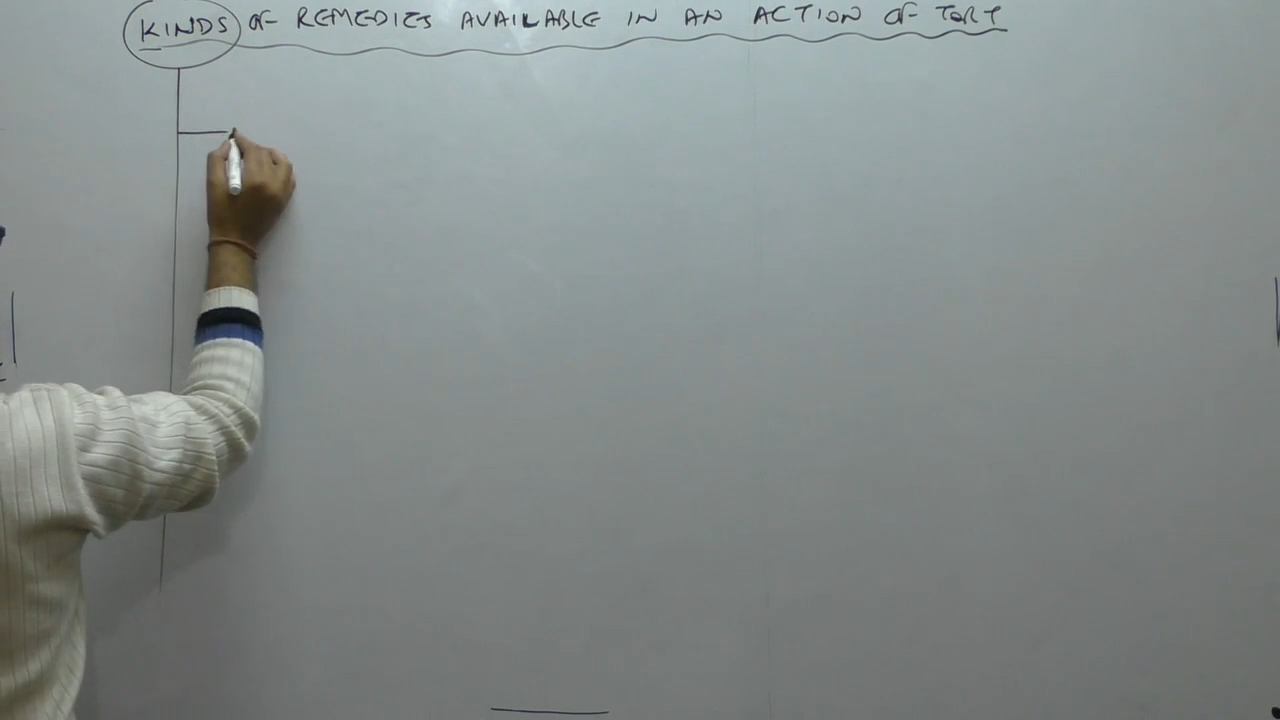 KINDS OF REMEDIES AVAILABLE IN AN ACTION OF TORT